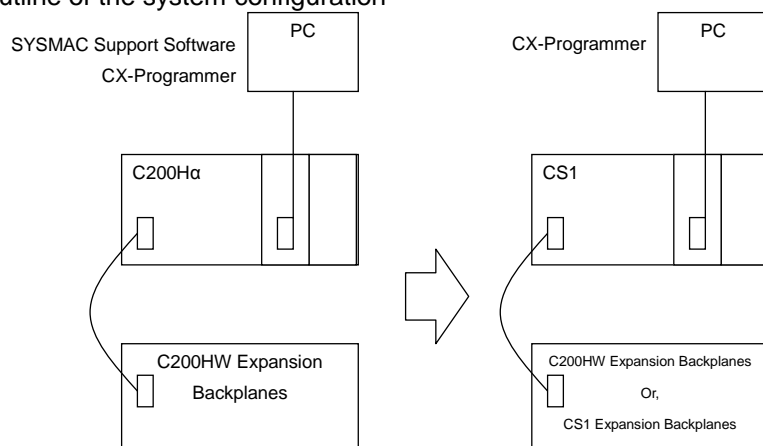 outline of the system configuration
SYSMAC Support Software
CX-Programmer
PC
C200Hα
C200HW Expansion
Backplanes
CX-Programmer
PC
CS1
C200HW Expansion Backplanes
Or,
CS1 Expansion Backplanes